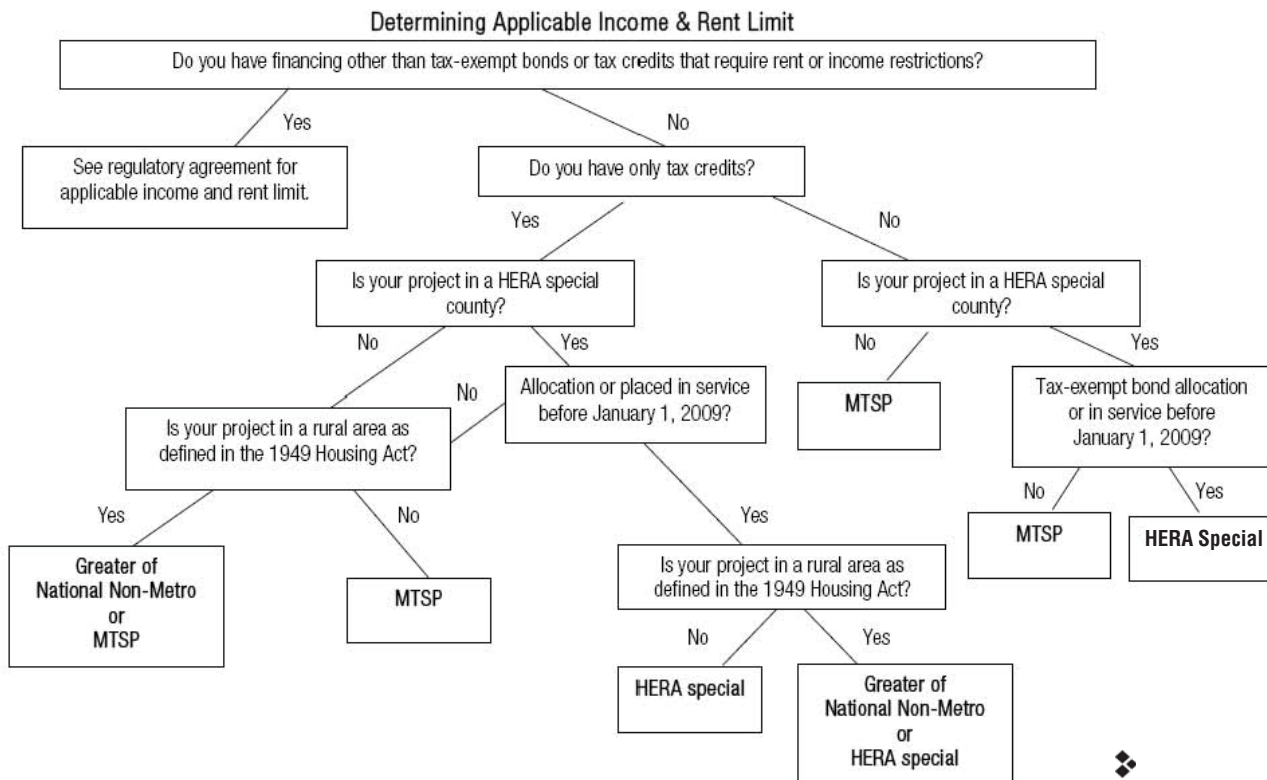 Determining Applicable Income & Rent Limit
Do you have financing other than tax-exempt bonds or tax credits that require rent or income restrictions?
Yes
No
See regulatory agreement for
applicable income and rent limit.
Do you have only tax credits?
Yes
No
Is your project in a HERA special
county?
Is your project in a HERA special
county?
No
Yes
No
Yes
No
Allocation or placed in service
before January 1, 2009?
MTSP
Tax-exempt bond allocation
or in service before
January 1, 2009?
Is your project in a rural area as
defined in the 1949 Housing Act?
No
Yes
Yes
No
Yes
MTSP
HERA Special
Greater of
National Non-Metro
or
MTSP
MTSP
Is your project in a rural area as
defined in the 1949 Housing Act?
No
Yes
HERA special
Greater of
National Non-Metro
or
HERA special